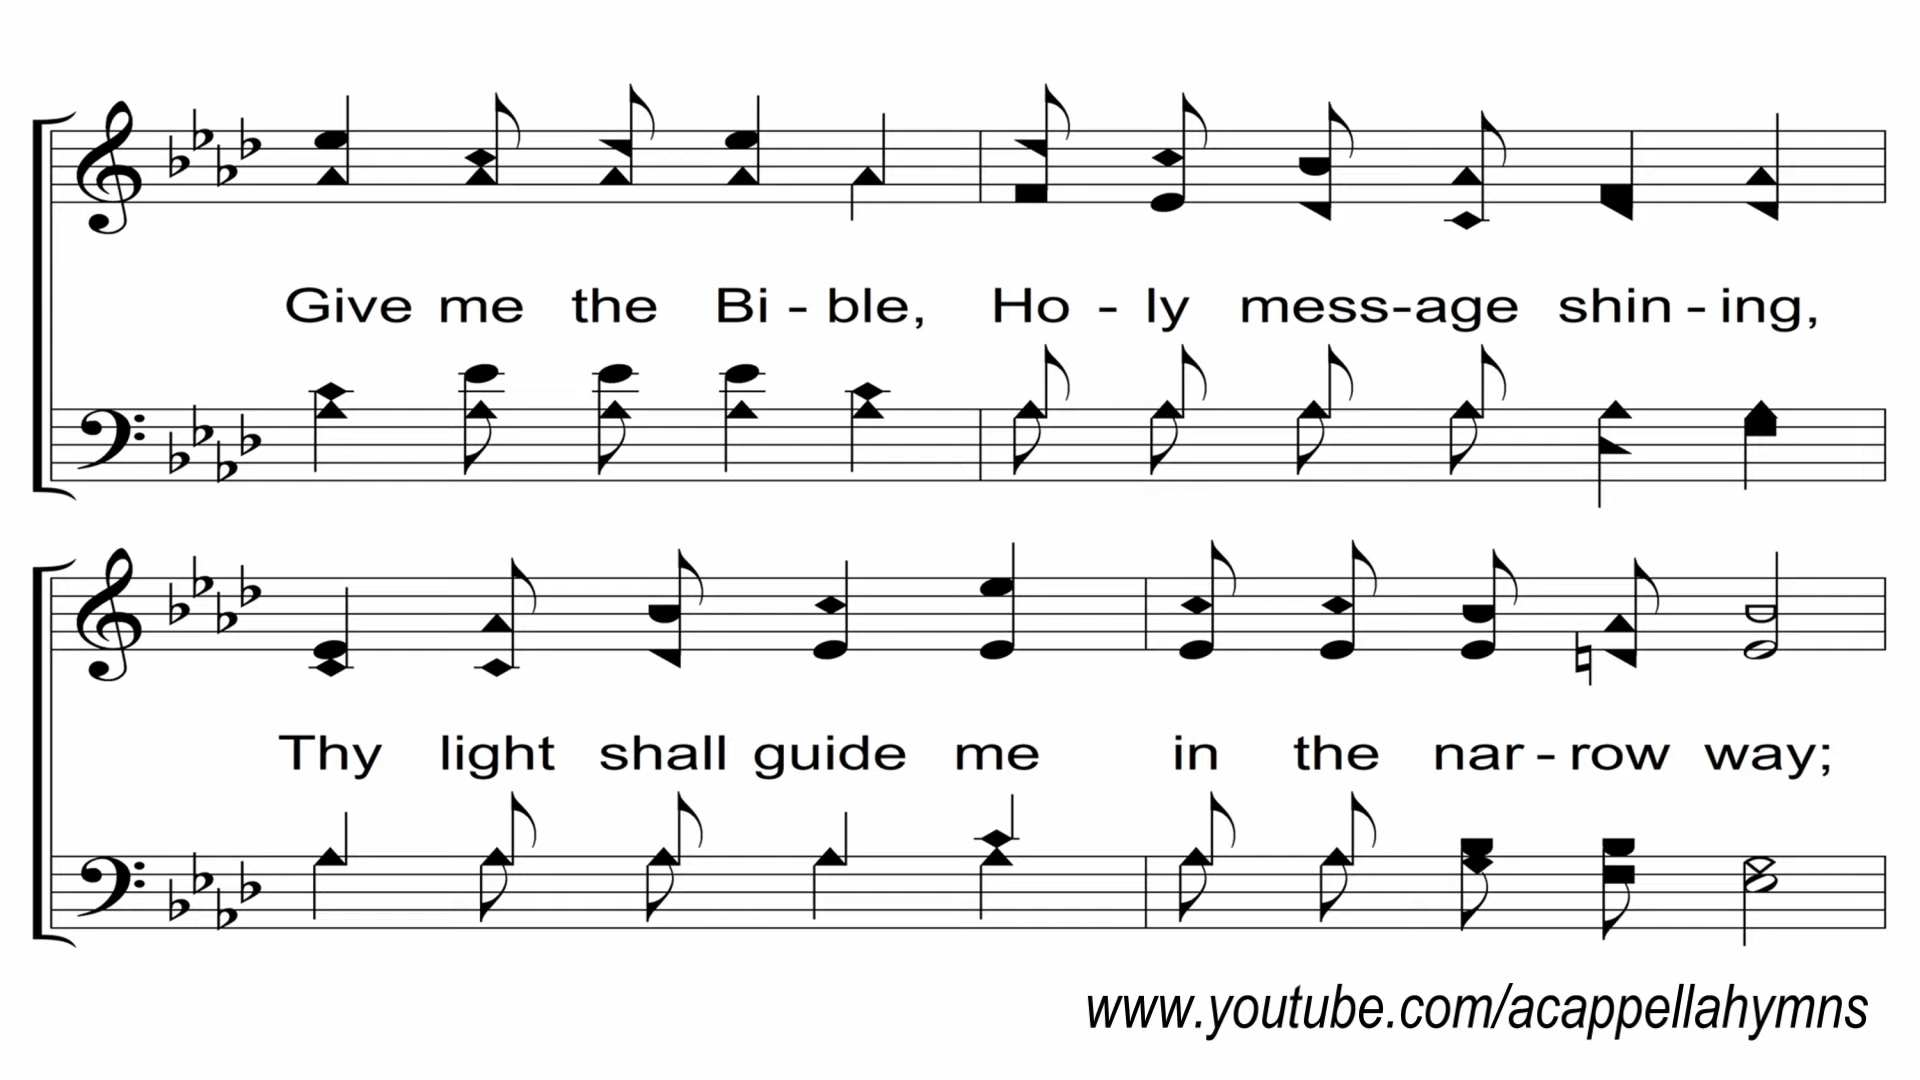 Give me the Bi - ble, Ho - ly mess-age shin - ing,
Thy light shall guide me in the nar - row way;
www.youtube.com/acappellahymns